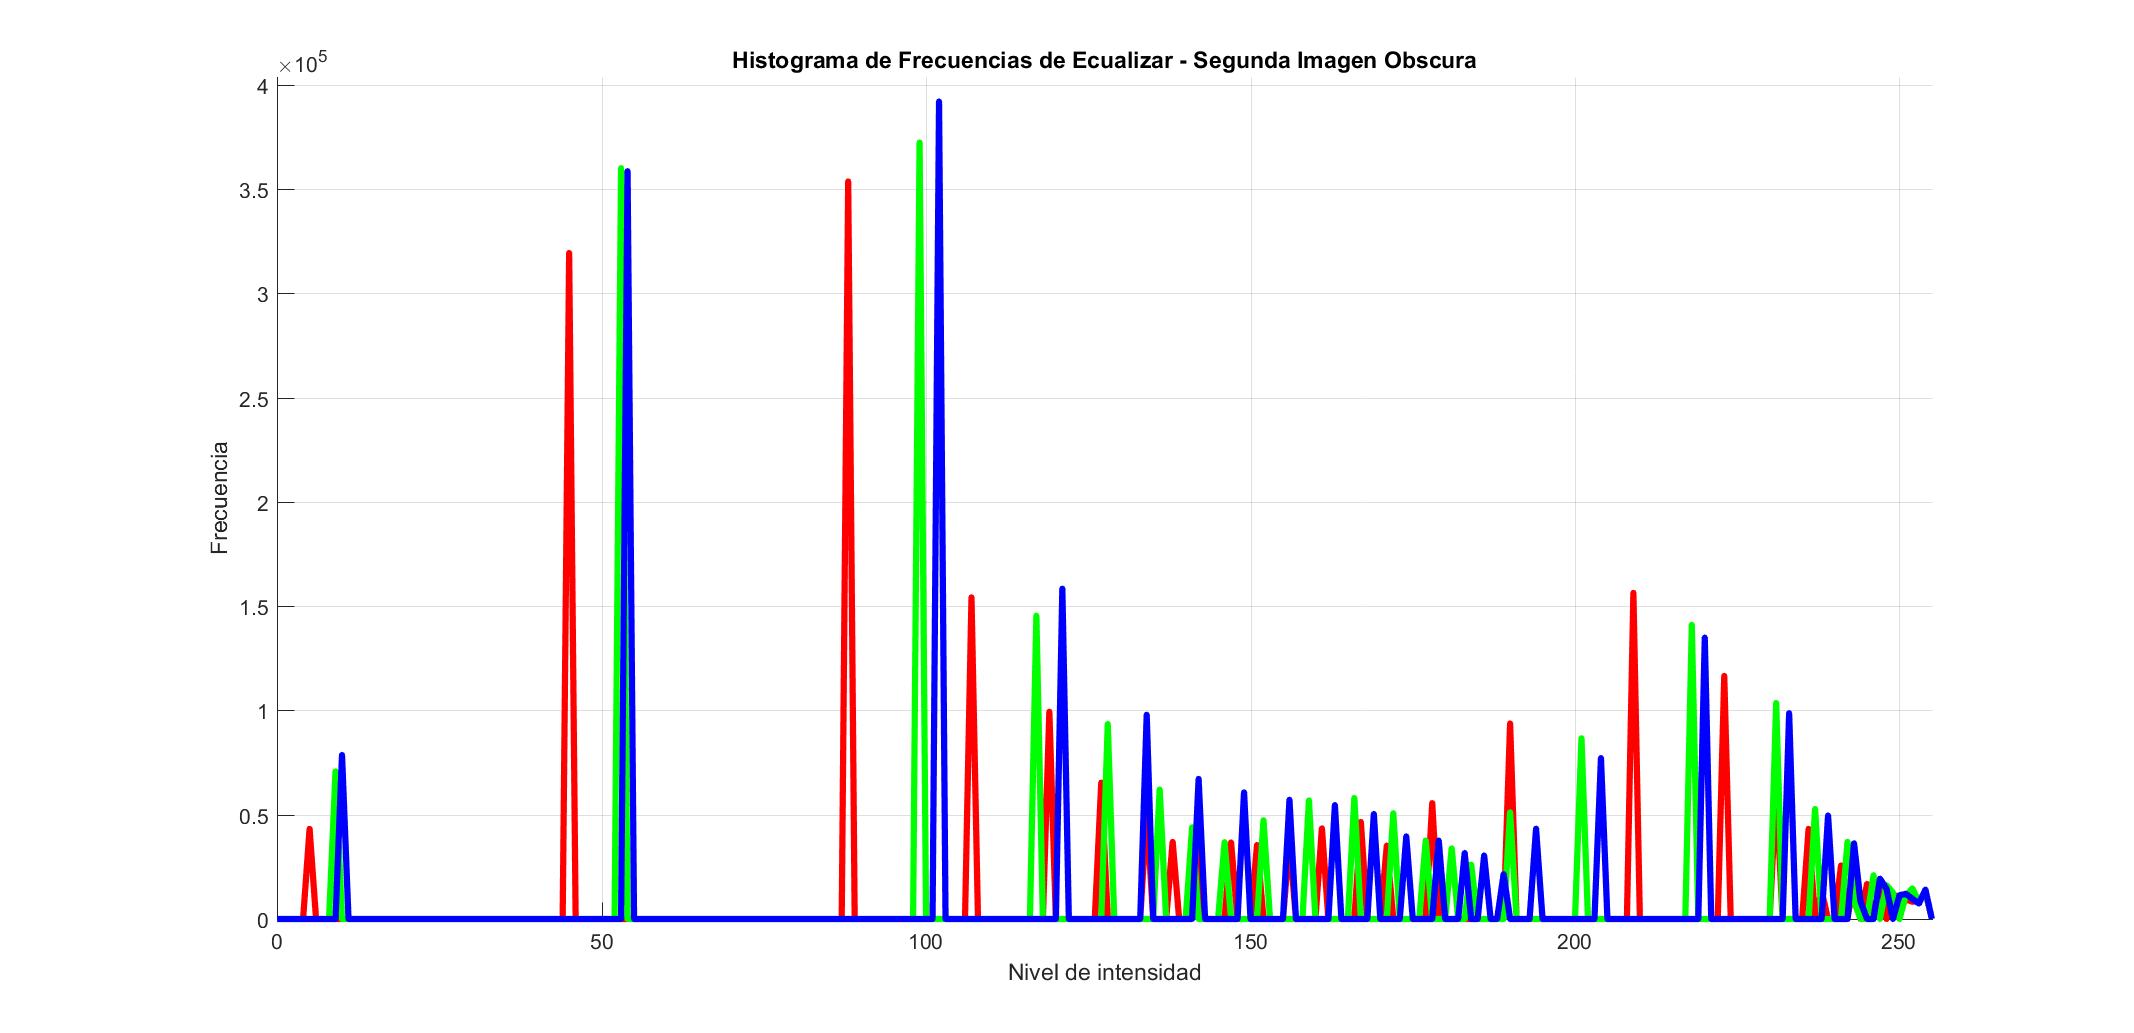 Histograma de Frecuencias de Ecualizar - Segunda Imagen Obscura
×10^5
4
3.5
3
2.5
2
1.5
1
0.5
0
Frecuencia
0 50 100 150 200 250
Nivel de intensidad